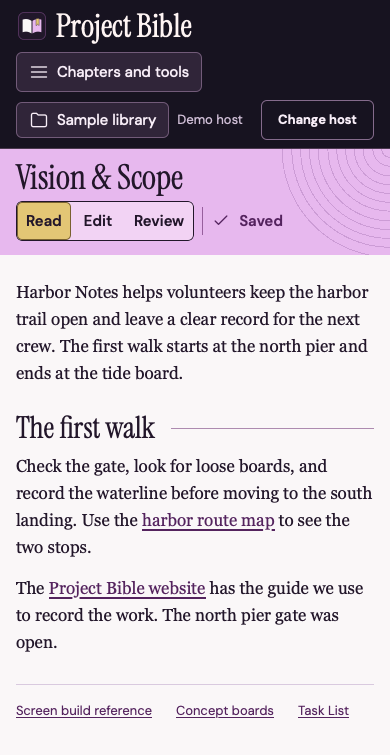 Project Bible
Chapters and tools
Sample library
Demo host
Change host
Vision & Scope
Read
Edit
Review
Saved
Harbor Notes helps volunteers keep the harbor
trail open and leave a clear record for the next
crew. The first walk starts at the north pier and
ends at the tide board.
The first walk
Check the gate, look for loose boards, and
record the waterline before moving to the south
landing. Use the harbor route map to see the
two stops.
The Project Bible website has the guide we use
to record the work. The north pier gate was
open.
Screen build reference
Concept boards
Task List